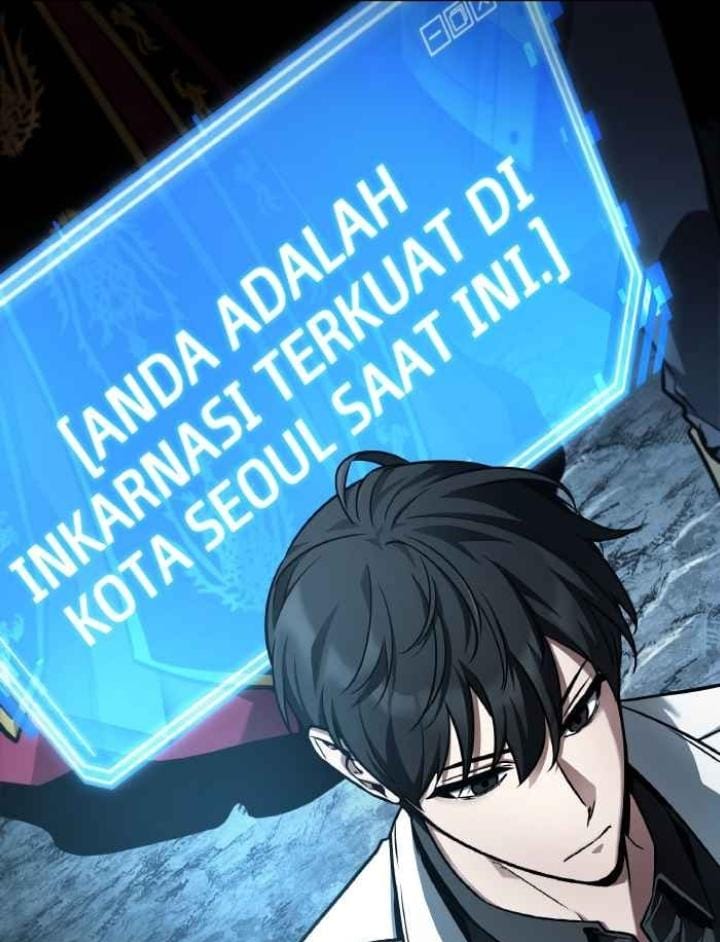 [ANDA ADALAH
INKARNASI TERKUAT DI
KOTA SEOUL SAAT INI.]